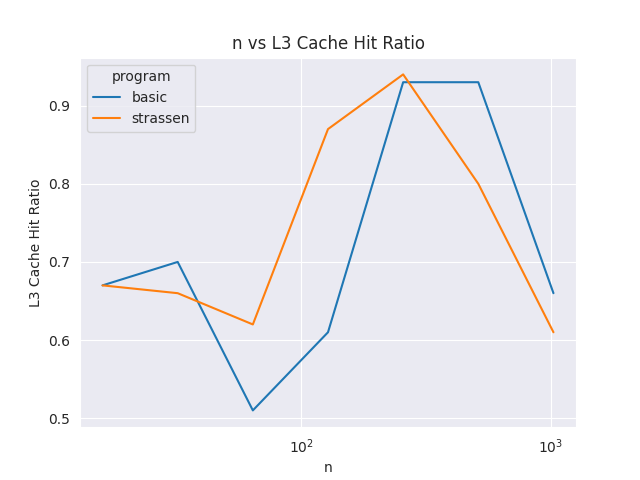 n vs L3 Cache Hit Ratio
program
basic
strassen
L3 Cache Hit Ratio
0.9
0.8
0.7
0.6
0.5
10²
10³
n